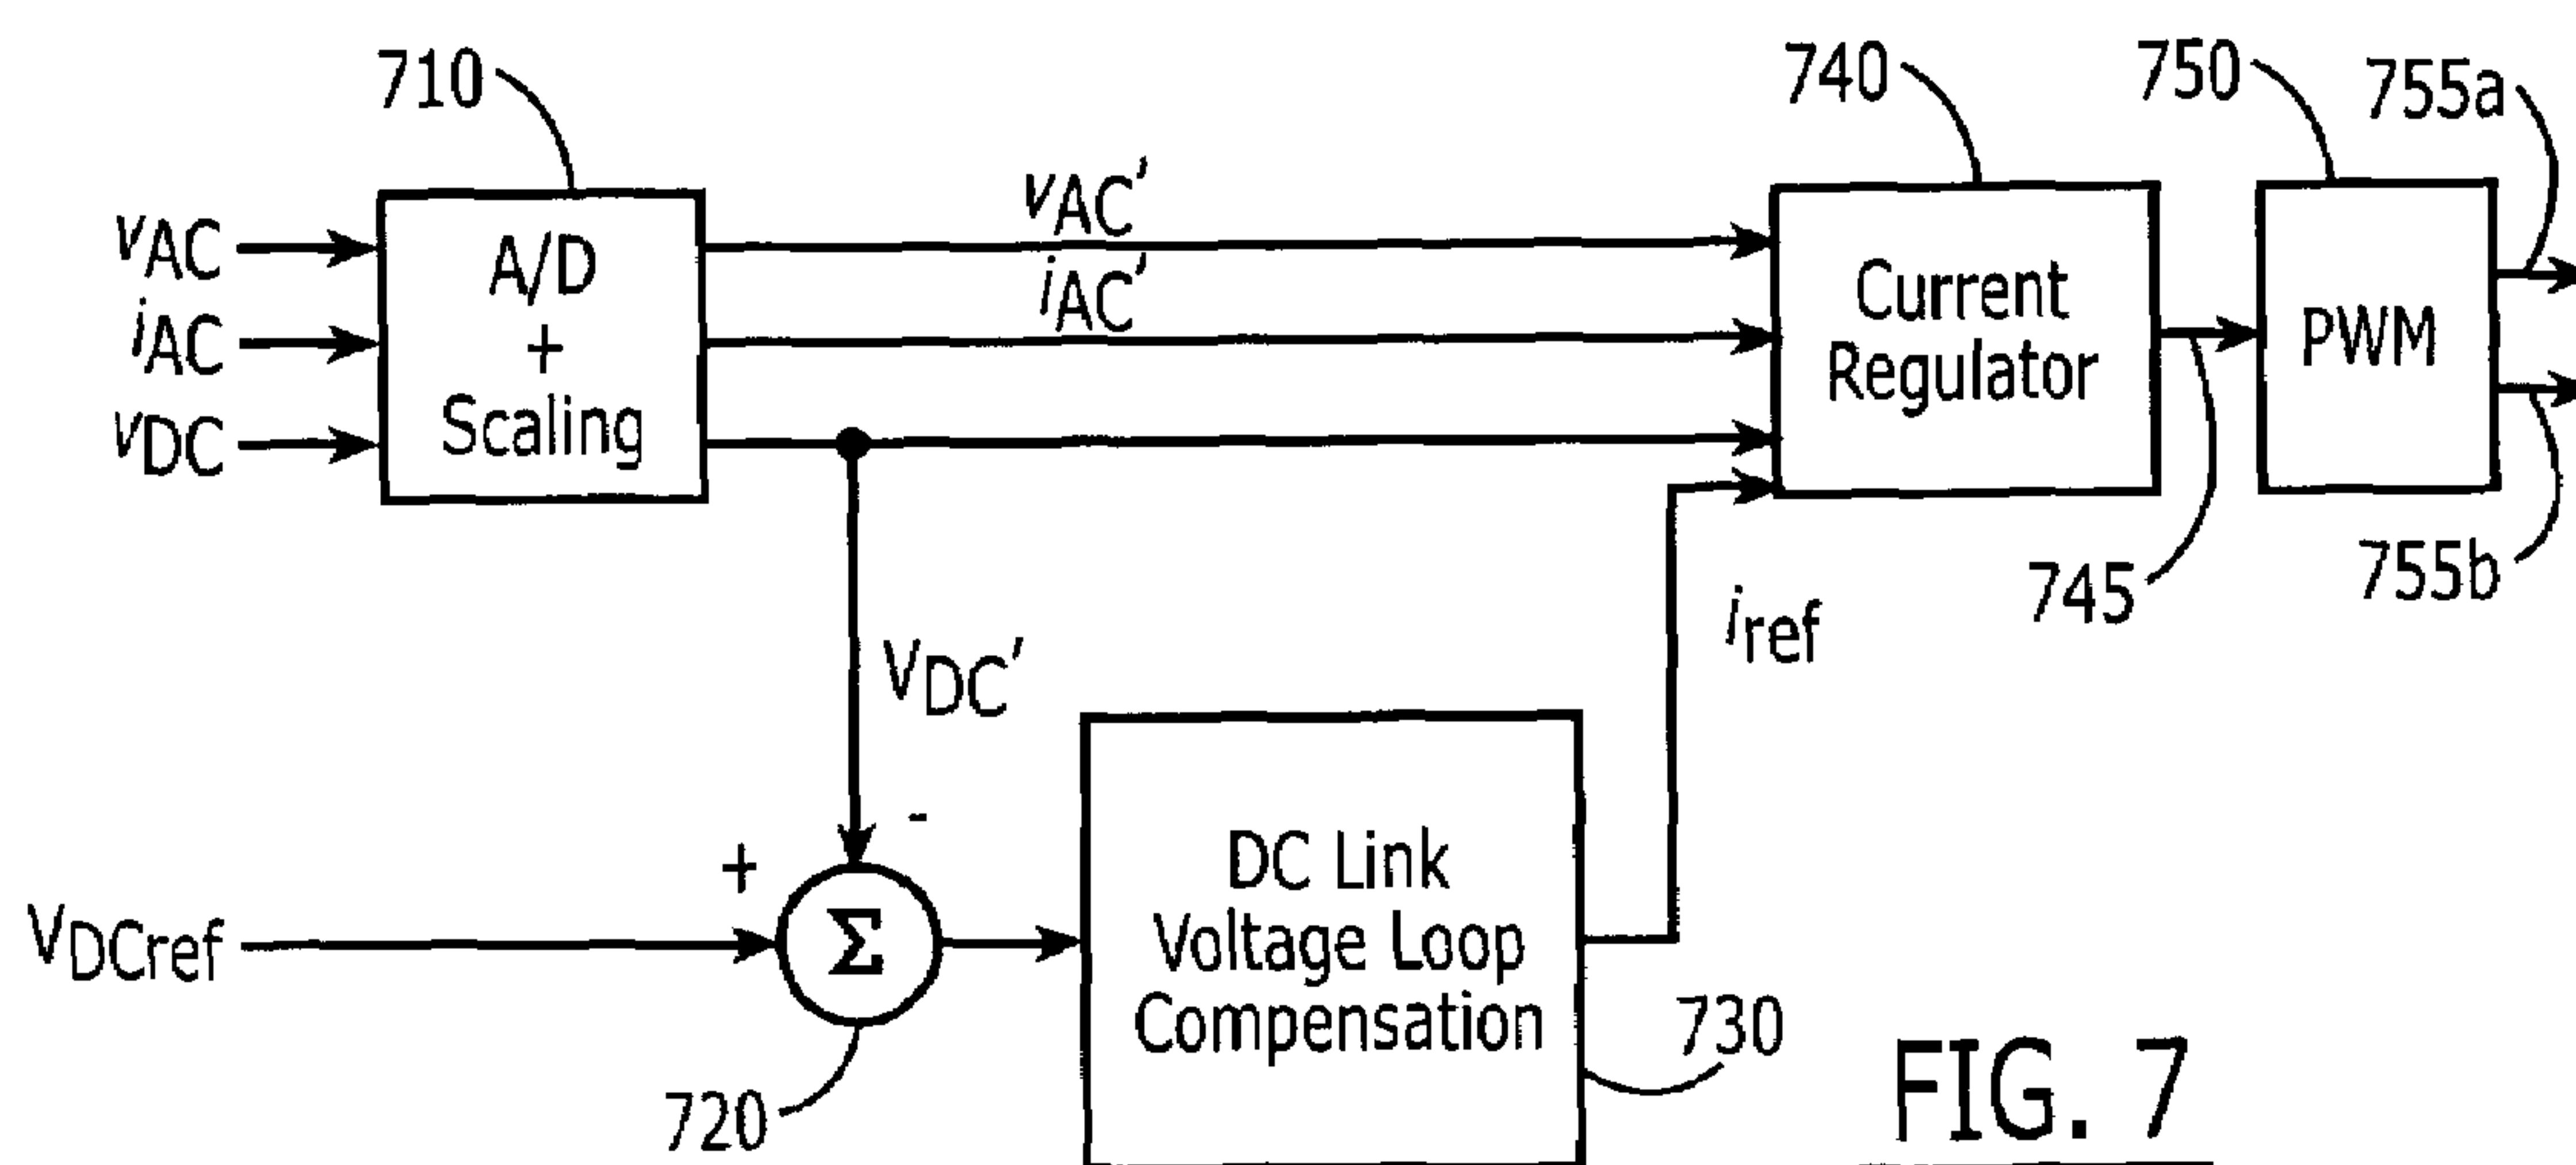 710
740
750
755a
vAC
iAC
vDC
A/D
+
Scaling
vAC'
iAC'
Current
Regulator
PWM
745
755b
iref
VDC'
-
+
VDCref
Σ
DC Link
Voltage Loop
Compensation
720
730
FIG. 7